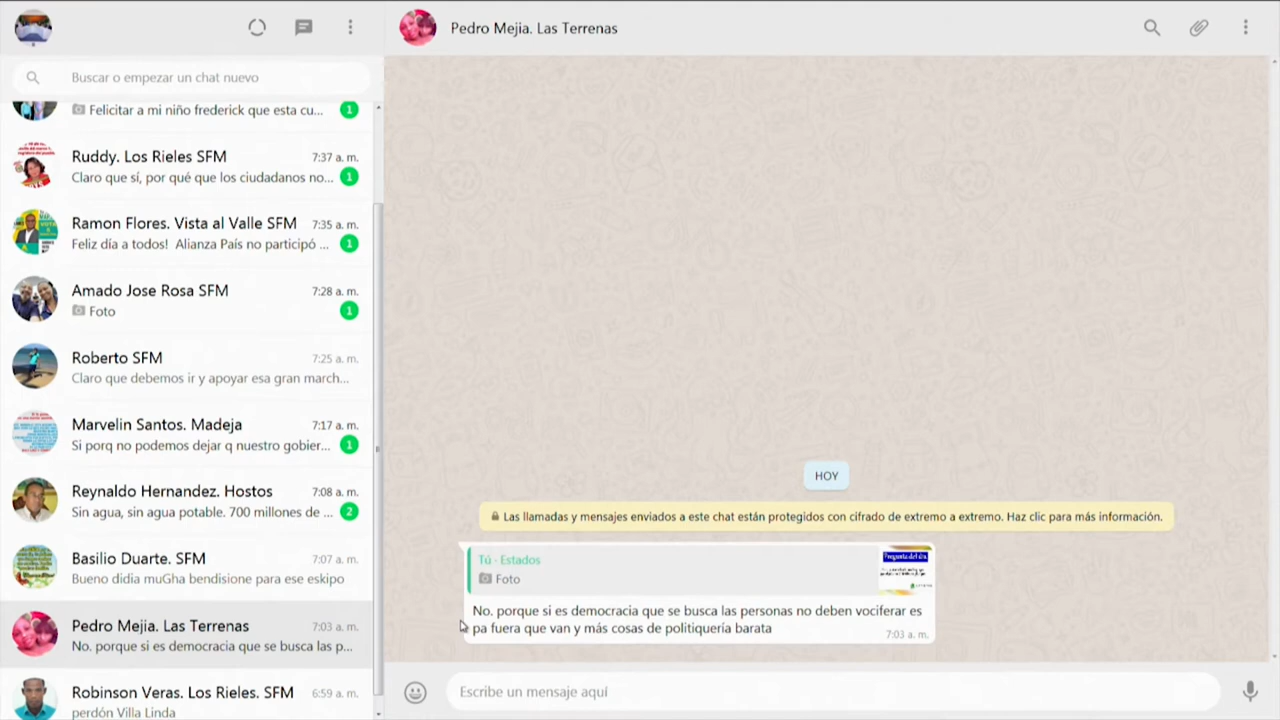 Pedro Mejia. Las Terrenas
Buscar o empezar un chat nuevo
Felicitar a mi niño frederick que esta cu...
1
Ruddy. Los Rieles SFM
7:37 a. m.
Claro que sí, por qué que los ciudadanos no...
1
Ramon Flores. Vista al Valle SFM
7:35 a. m.
Feliz día a todos! Alianza País no participó ...
1
Amado Jose Rosa SFM
7:28 a. m.
Foto
1
Roberto SFM
7:25 a. m.
Claro que debemos ir y apoyar esa gran march...
Marvelin Santos. Madeja
7:17 a. m.
Si porq no podemos dejar q nuestro gobier...
1
Reynaldo Hernandez. Hostos
7:08 a. m.
Sin agua, sin agua potable. 700 millones de ...
2
Basilio Duarte. SFM
7:07 a. m.
Bueno didia muGha bendisione para ese eskipo
Pedro Mejia. Las Terrenas
7:03 a. m.
No. porque si es democracia que se busca las p...
Robinson Veras. Los Rieles. SFM
6:59 a. m.
perdón Villa Linda
HOY
Las llamadas y mensajes enviados a este chat están protegidos con cifrado de extremo a extremo. Haz clic para más información.
Tú - Estados
Foto
Pregunta del día
No. porque si es democracia que se busca las personas no deben vociferar es
pa fuera que van y más cosas de politiquería barata
7:03 a. m.
Escribe un mensaje aquí